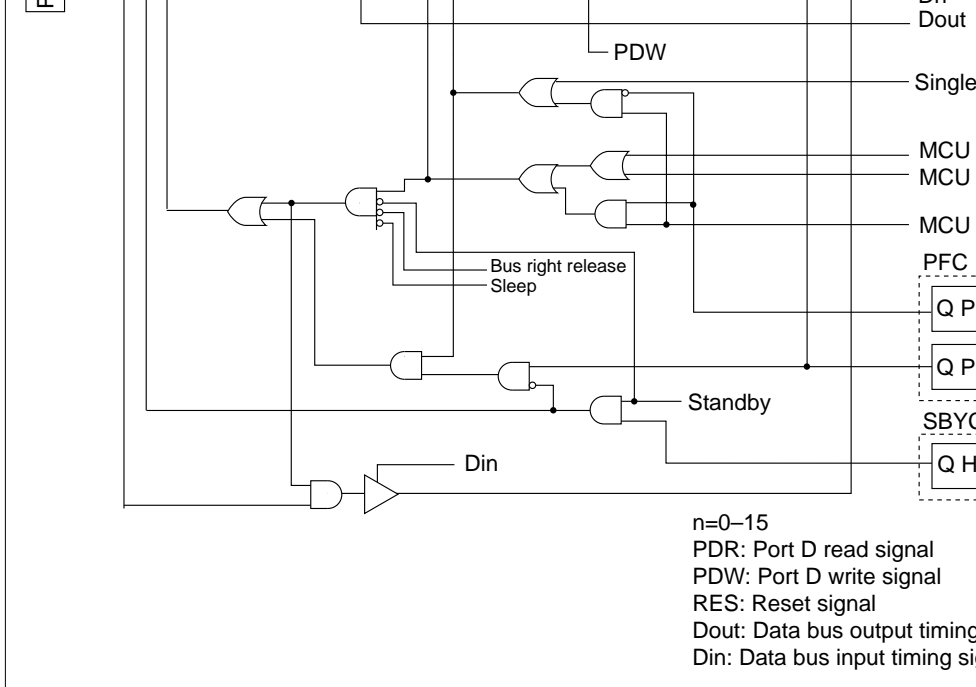 Dout
PDW
Single
MCU
MCU
MCU
PFC
Bus right release
Sleep
Q P
Q P
Standby
SBYC
Q H
Din
n=0–15
PDR: Port D read signal
PDW: Port D write signal
RES: Reset signal
Dout: Data bus output timing
Din: Data bus input timing si